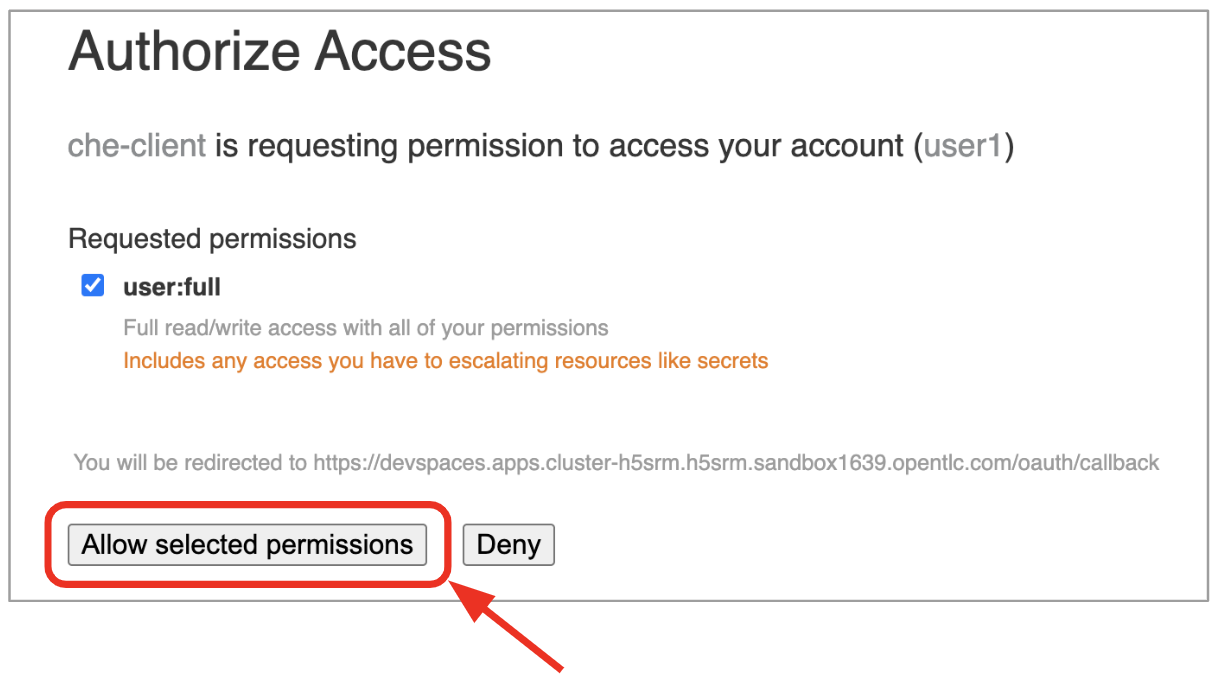 Authorize Access
che-client is requesting permission to access your account (user1)
Requested permissions
user:full
Full read/write access with all of your permissions
Includes any access you have to escalating resources like secrets
You will be redirected to https://devspaces.apps.cluster-h5srm.h5srm.sandbox1639.opentlc.com/oauth/callback
Allow selected permissions Deny